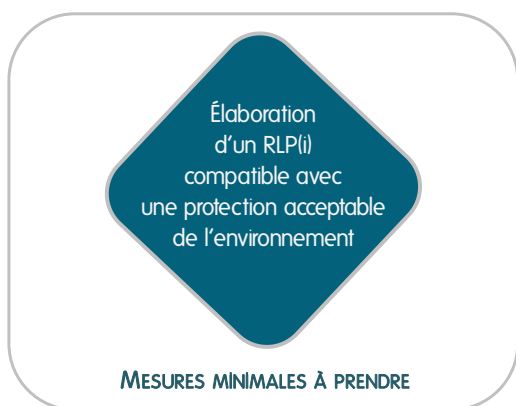 Élaboration
d'un RLP(i)
compatible avec
une protection acceptable
de l'environnement
MESURES MINIMALES À PRENDRE